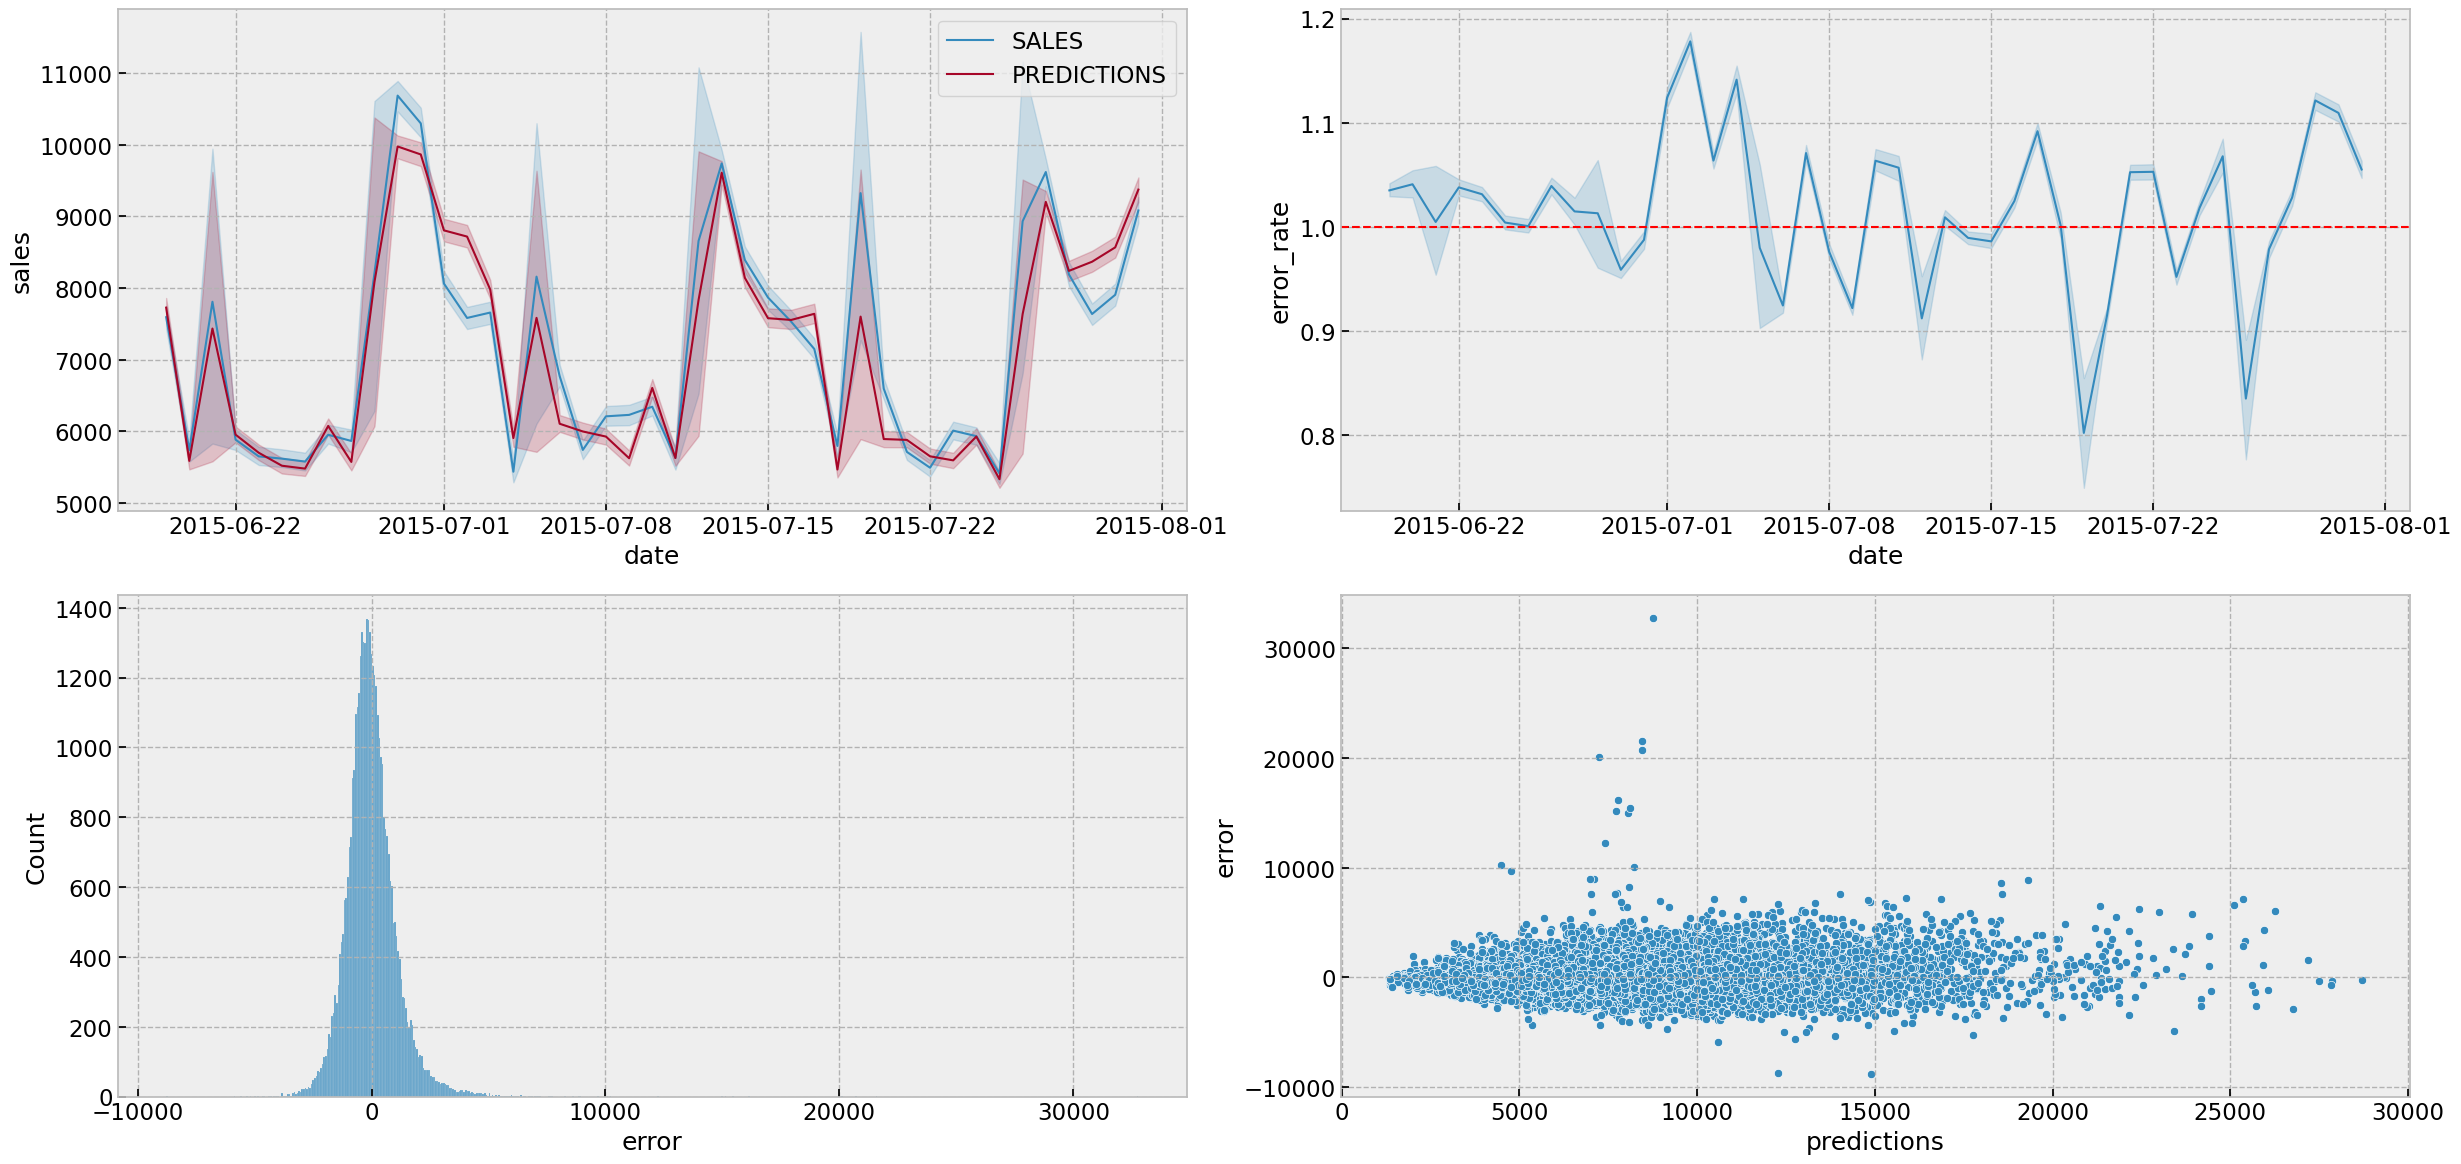 SALES
PREDICTIONS
11000
10000
9000
8000
7000
6000
5000
sales
2015-06-22 2015-07-01 2015-07-08 2015-07-15 2015-07-22 2015-08-01
date
1.2
1.1
1.0
0.9
0.8
error_rate
2015-06-22 2015-07-01 2015-07-08 2015-07-15 2015-07-22 2015-08-01
date
1400
1200
1000
800
600
400
200
0
Count
−10000 0 10000 20000 30000
error
30000
20000
10000
0
−10000
error
0 5000 10000 15000 20000 25000 30000
predictions